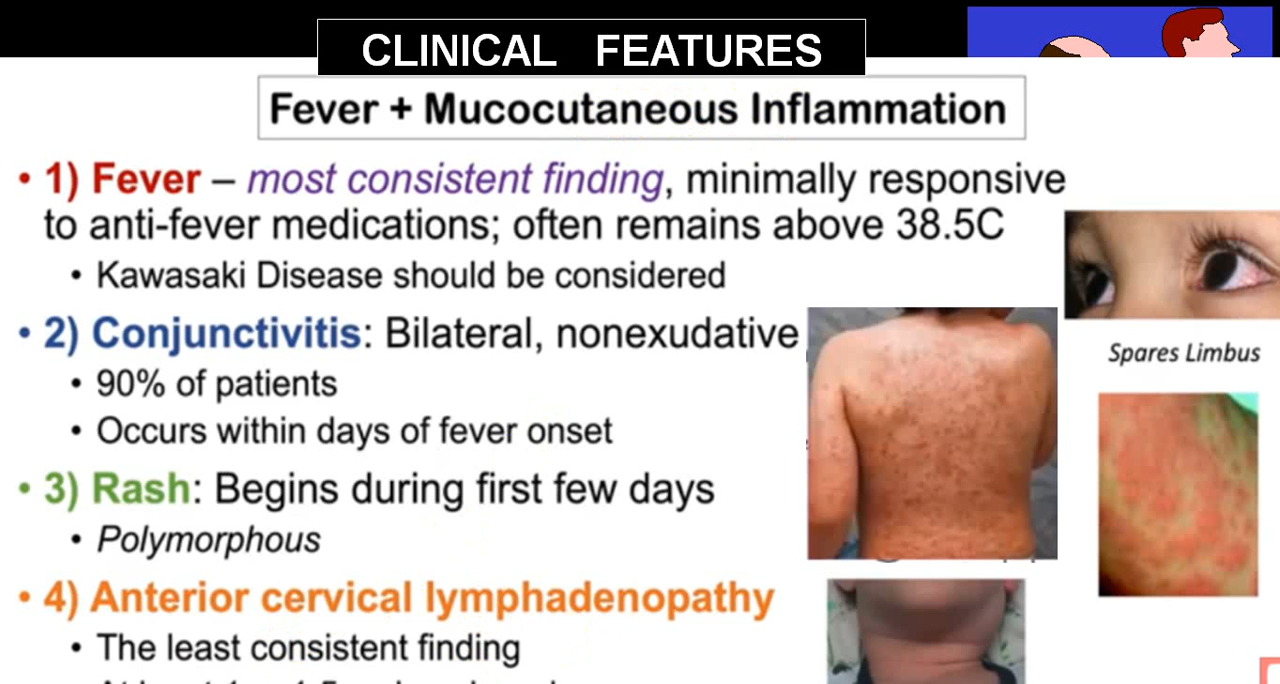 CLINICAL FEATURES
Fever + Mucocutaneous Inflammation
• 1) Fever – most consistent finding, minimally responsive
to anti-fever medications; often remains above 38.5C
• Kawasaki Disease should be considered
• 2) Conjunctivitis: Bilateral, nonexudative
• 90% of patients
• Occurs within days of fever onset
Spares Limbus
• 3) Rash: Begins during first few days
• Polymorphous
• 4) Anterior cervical lymphadenopathy
• The least consistent finding